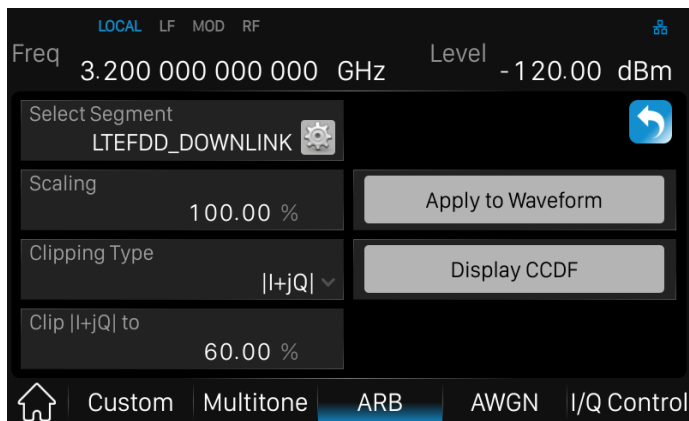 LOCAL LF MOD RF
Freq 3.200 000 000 000 GHz Level -120.00 dBm
Select Segment
LTEFDD_DOWNLINK
Scaling
100.00 %
Apply to Waveform
Clipping Type
|I+jQ|
Display CCDF
Clip |I+jQ| to
60.00 %
Custom Multitone ARB AWGN I/Q Control